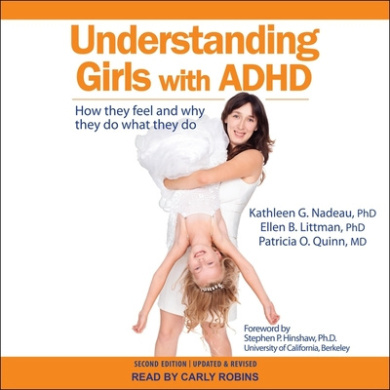 Understanding
Girls with ADHD
How they feel and why
they do what they do
Kathleen G. Nadeau, PhD
Ellen B. Littman, PhD
Patricia O. Quinn, MD
Foreword by
Stephen P. Hinshaw, Ph.D.
University of California, Berkeley
SECOND EDITION | UPDATED & REVISED
READ BY CARLY ROBINS